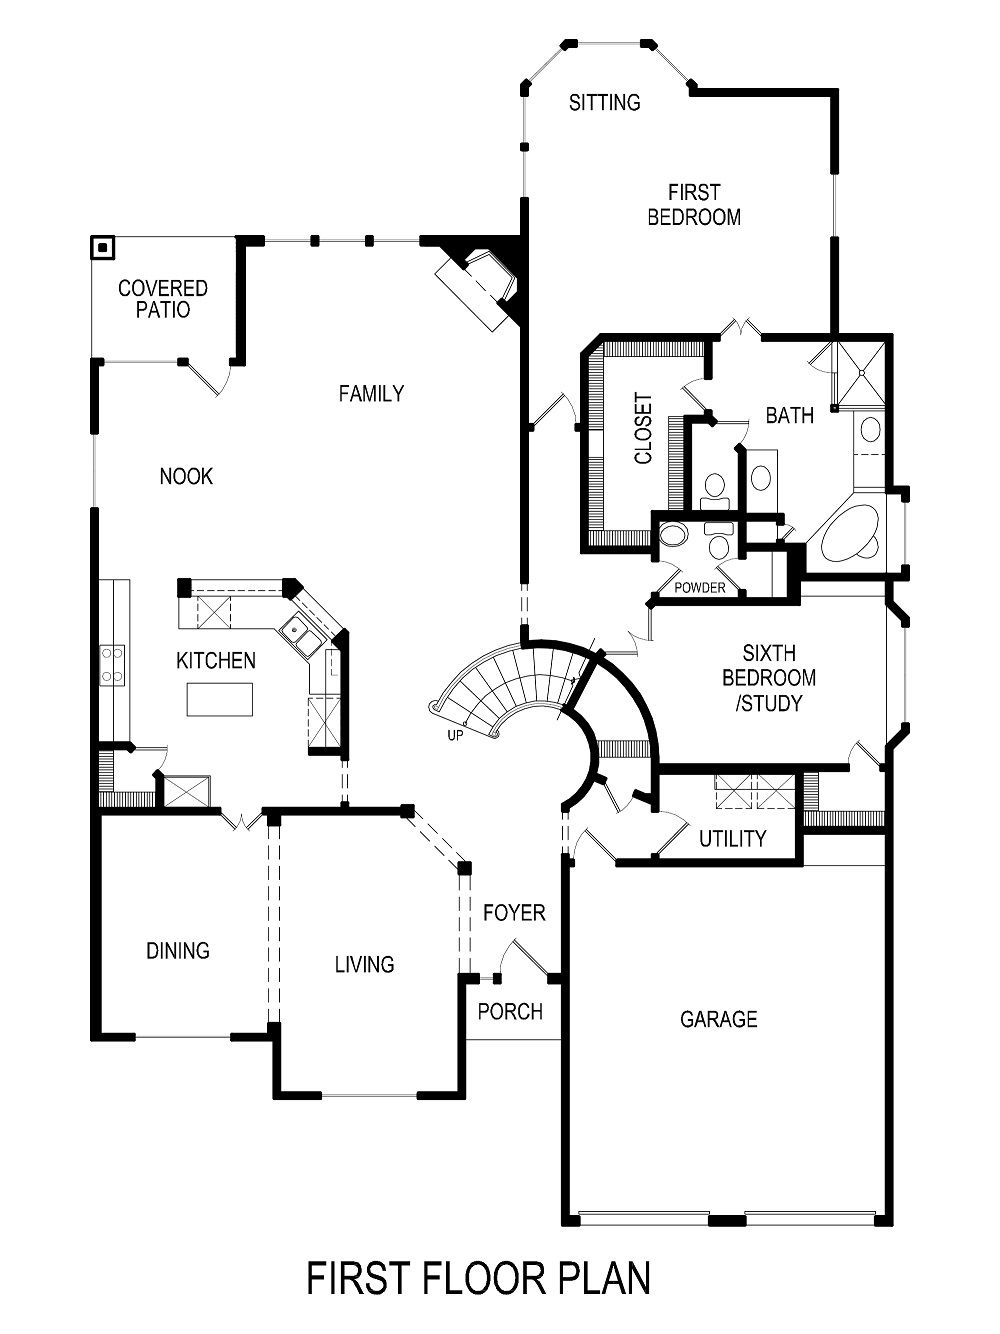 SITTING
FIRST
BEDROOM
COVERED
PATIO
FAMILY
CLOSET
BATH
NOOK
POWDER
KITCHEN
SIXTH
BEDROOM
/STUDY
UP
UTILITY
FOYER
DINING
LIVING
PORCH
GARAGE
FIRST FLOOR PLAN